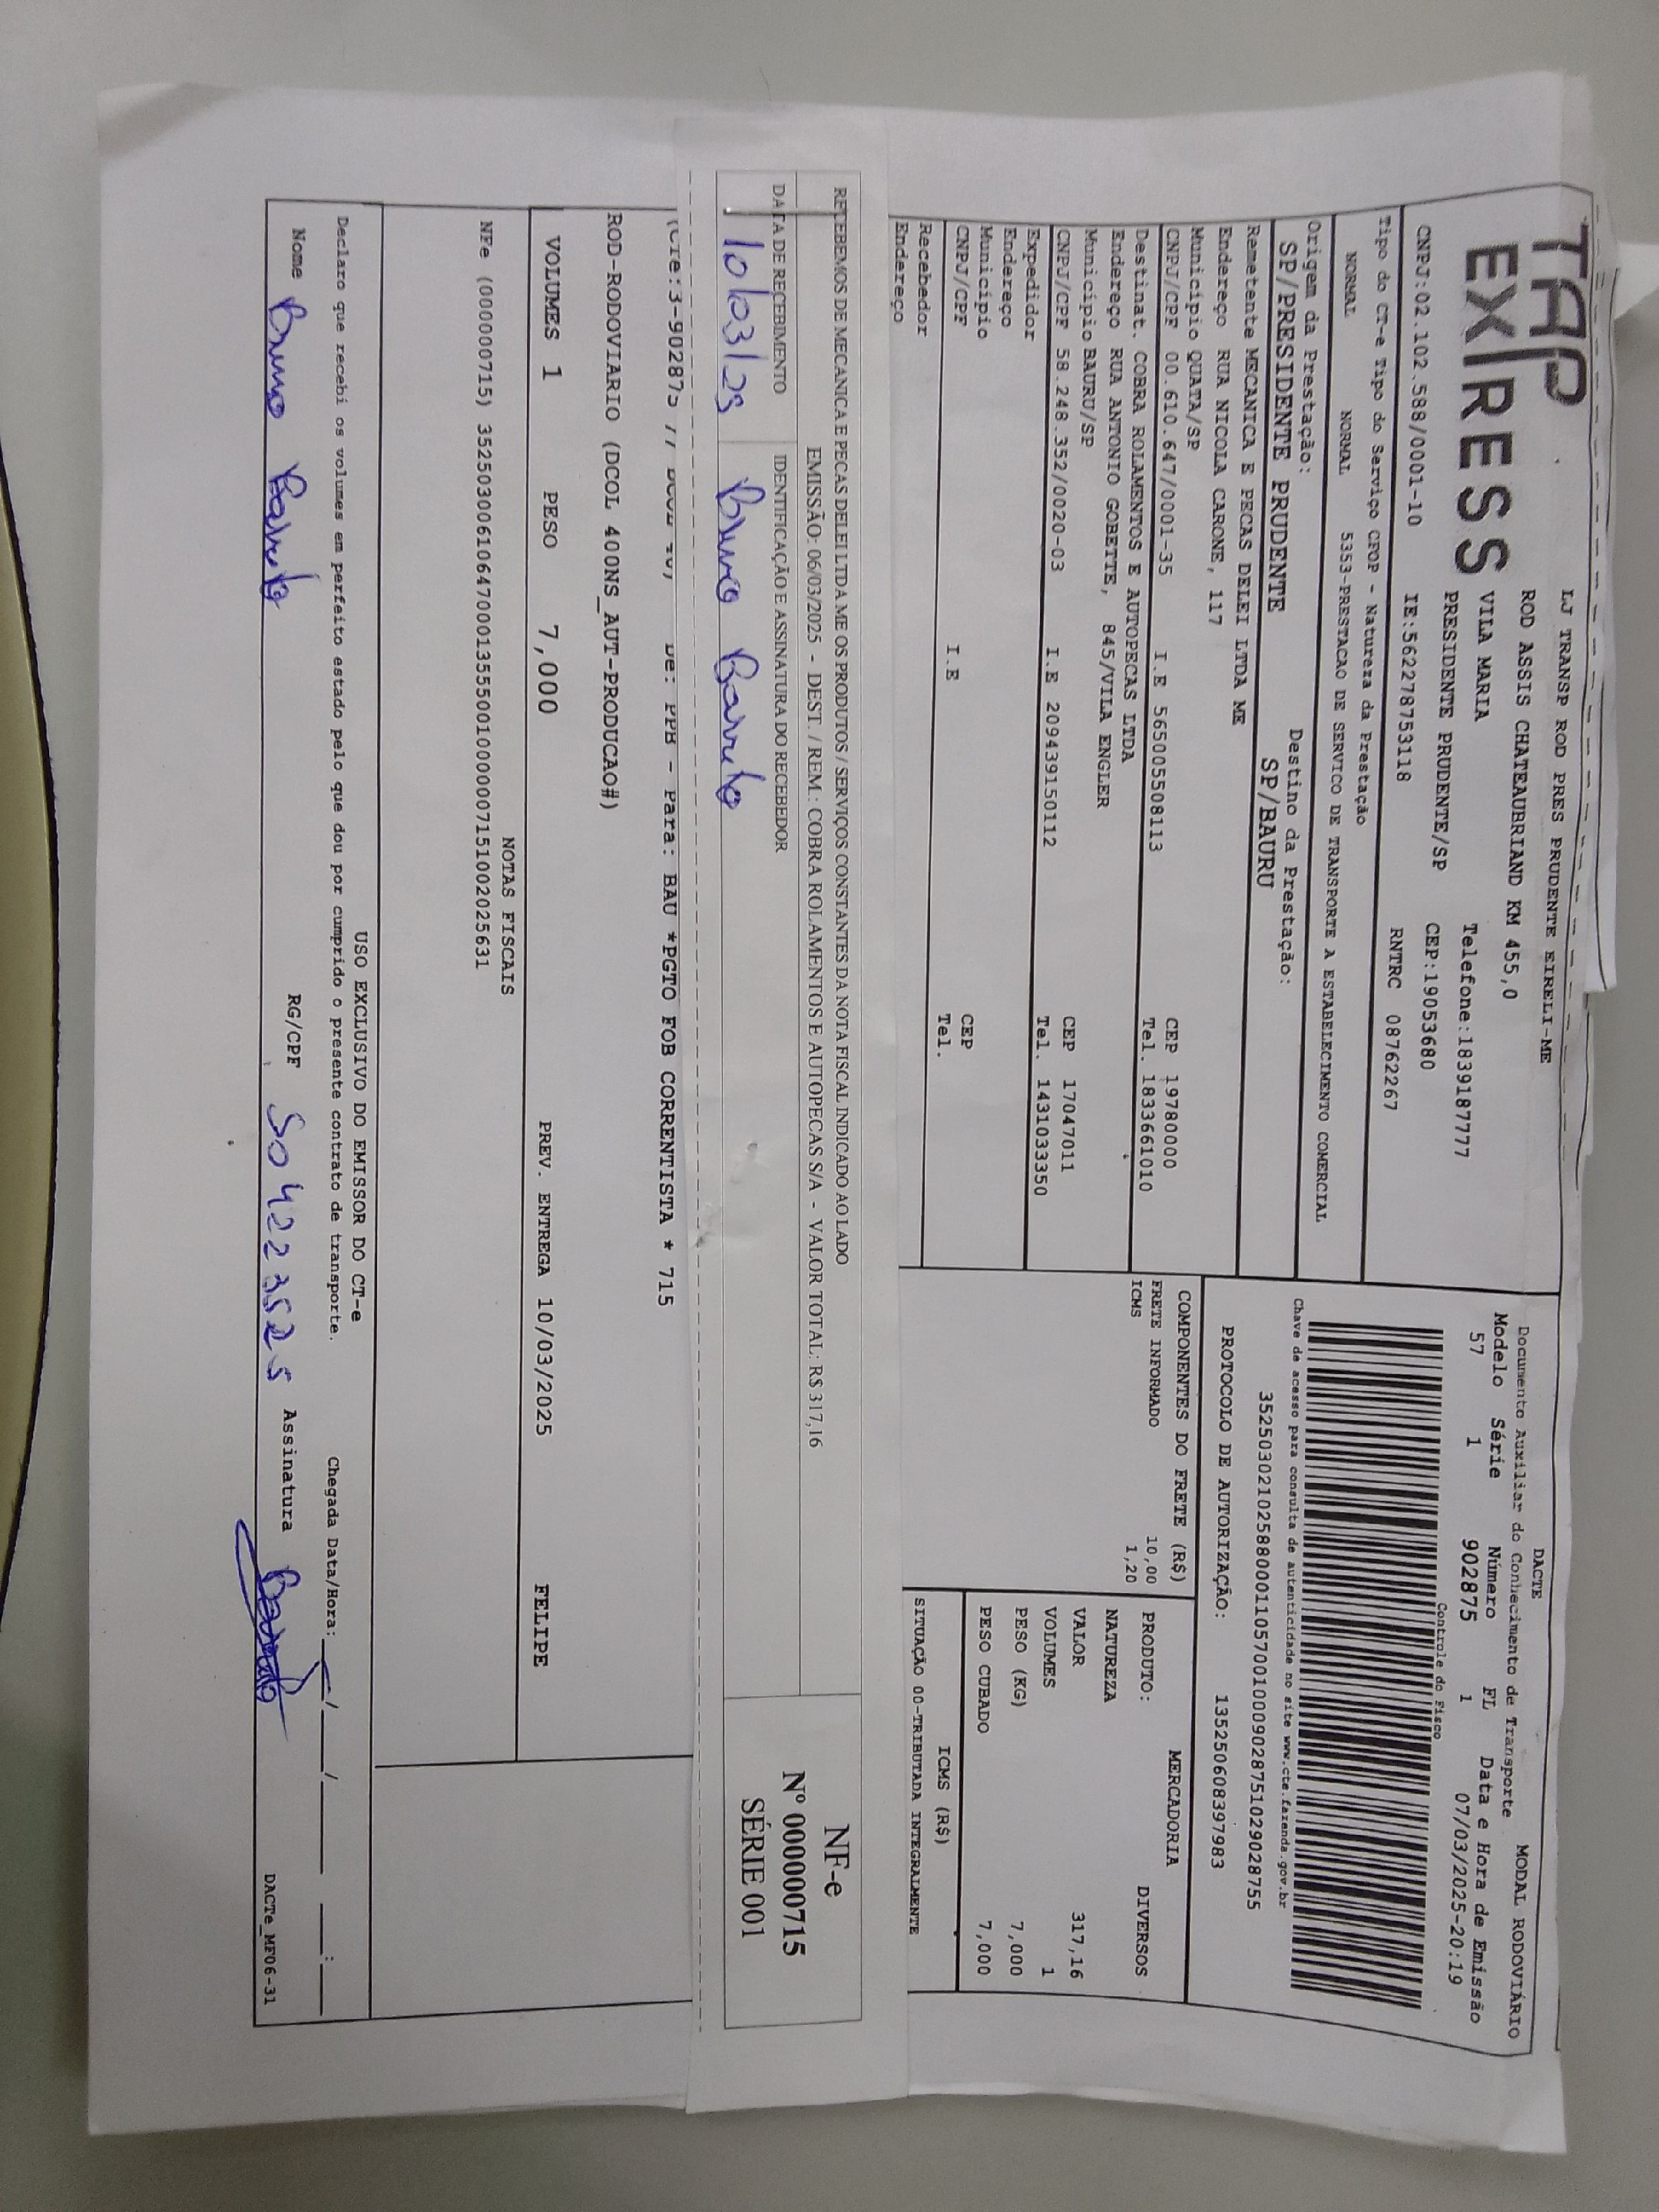 TAP
EXPRESS
LJ TRANSP ROD PRES PRUDENTE EIRELI-ME
ROD ASSIS CHATEAUBRIAND KM 455,0
VILA MARIA Telefone:1839187777
PRESIDENTE PRUDENTE/SP CEP:19053680
CNPJ:02.102.588/0001-10 IE:562278753118 RNTRC 08762267
Tipo do CT-e Tipo do Serviço CFOP - Natureza da Prestação
NORMAL NORMAL 5353-PRESTACAO DE SERVICO DE TRANSPORTE A ESTABELECIMENTO COMERCIAL
Origem da Prestação: Destino da Prestação:
SP/PRESIDENTE PRUDENTE SP/BAURU
Remetente MECANICA E PECAS DELEI LTDA ME
Endereço RUA NICOLA CARONE, 117
Município QUATA/SP CEP 19780000
CNPJ/CPF 00.610.647/0001-35 I.E 565005508113 Tel. 1833661010
Destinat. COBRA ROLAMENTOS E AUTOPECAS LTDA
Endereço RUA ANTONIO GOBETTE, 845/VILA ENGLER
Município BAURU/SP CEP 17047011
CNPJ/CPF 58.248.352/0020-03 I.E 209439150112 Tel. 1431033350
Expedidor
Endereço
Município CEP
CNPJ/CPF I.E Tel.
Recebedor
Endereço
DACTE MODAL RODOVIÁRIO
Documento Auxiliar do Conhecimento de Transporte
Modelo Série Número FL Data e Hora de Emissão
57 1 902875 1 07/03/2025-20:19
Controle do Fisco
Chave de acesso para consulta de autenticidade no site www.cte.fazenda.gov.br
35250302102588000110570010009028751029028755
PROTOCOLO DE AUTORIZAÇÃO: 135250608397983
COMPONENTES DO FRETE (R$)
FRETE INFORMADO 10,00
ICMS 1,20
MERCADORIA
PRODUTO: DIVERSOS
NATUREZA
VALOR 317,16
VOLUMES 1
PESO (KG) 7,000
PESO CUBADO 7,000
ICMS (R$)
SITUAÇÃO 00-TRIBUTADA INTEGRALMENTE
RECEBEMOS DE MECANICA E PECAS DELEI LTDA ME OS PRODUTOS / SERVIÇOS CONSTANTES DA NOTA FISCAL INDICADO AO LADO
EMISSÃO: 06/03/2025 - DEST. / REM.: COBRA ROLAMENTOS E AUTOPECAS S/A - VALOR TOTAL: R$ 317,16
DATA DE RECEBIMENTO IDENTIFICAÇÃO E ASSINATURA DO RECEBEDOR
10/03/25 Bruno Barreto
NF-e
Nº 000000715
SÉRIE 001
De: PPR - Para: BAU *PGTO FOB CORRENTISTA * 715
ROD-RODOVIARIO (DCOL 400NS_AUT-PRODUCAO#)
VOLUMES 1 PESO 7,000 PREV. ENTREGA 10/03/2025 FELIPE
NOTAS FISCAIS
NFe (000000715) 35250300610647000135550010000007151002025631
USO EXCLUSIVO DO EMISSOR DO CT-e
Declaro que recebi os volumes em perfeito estado pelo que dou por cumprido o presente contrato de transporte. Chegada Data/Hora: __/__/____ __:__
Nome Bruno Barreto RG/CPF 504223525 Assinatura Barreto
DACTe_MF06-31